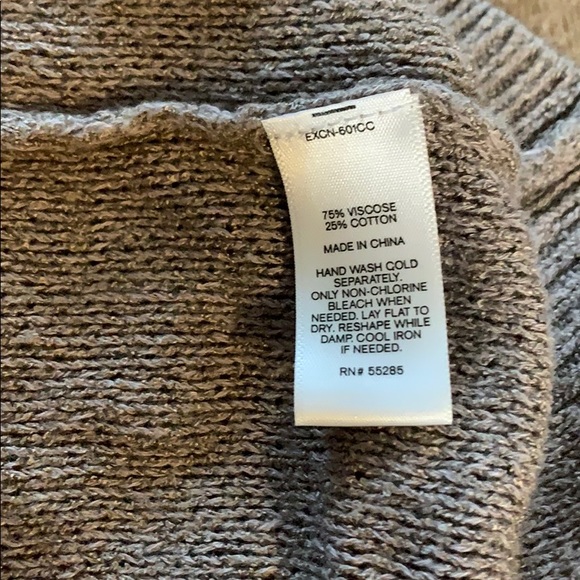 EXCN-501CC
75% VISCOSE
25% COTTON
MADE IN CHINA
HAND WASH COLD
SEPARATELY.
ONLY NON-CHLORINE
BLEACH WHEN
NEEDED. LAY FLAT TO
DRY. RESHAPE WHILE
DAMP. COOL IRON
IF NEEDED.
RN# 55285